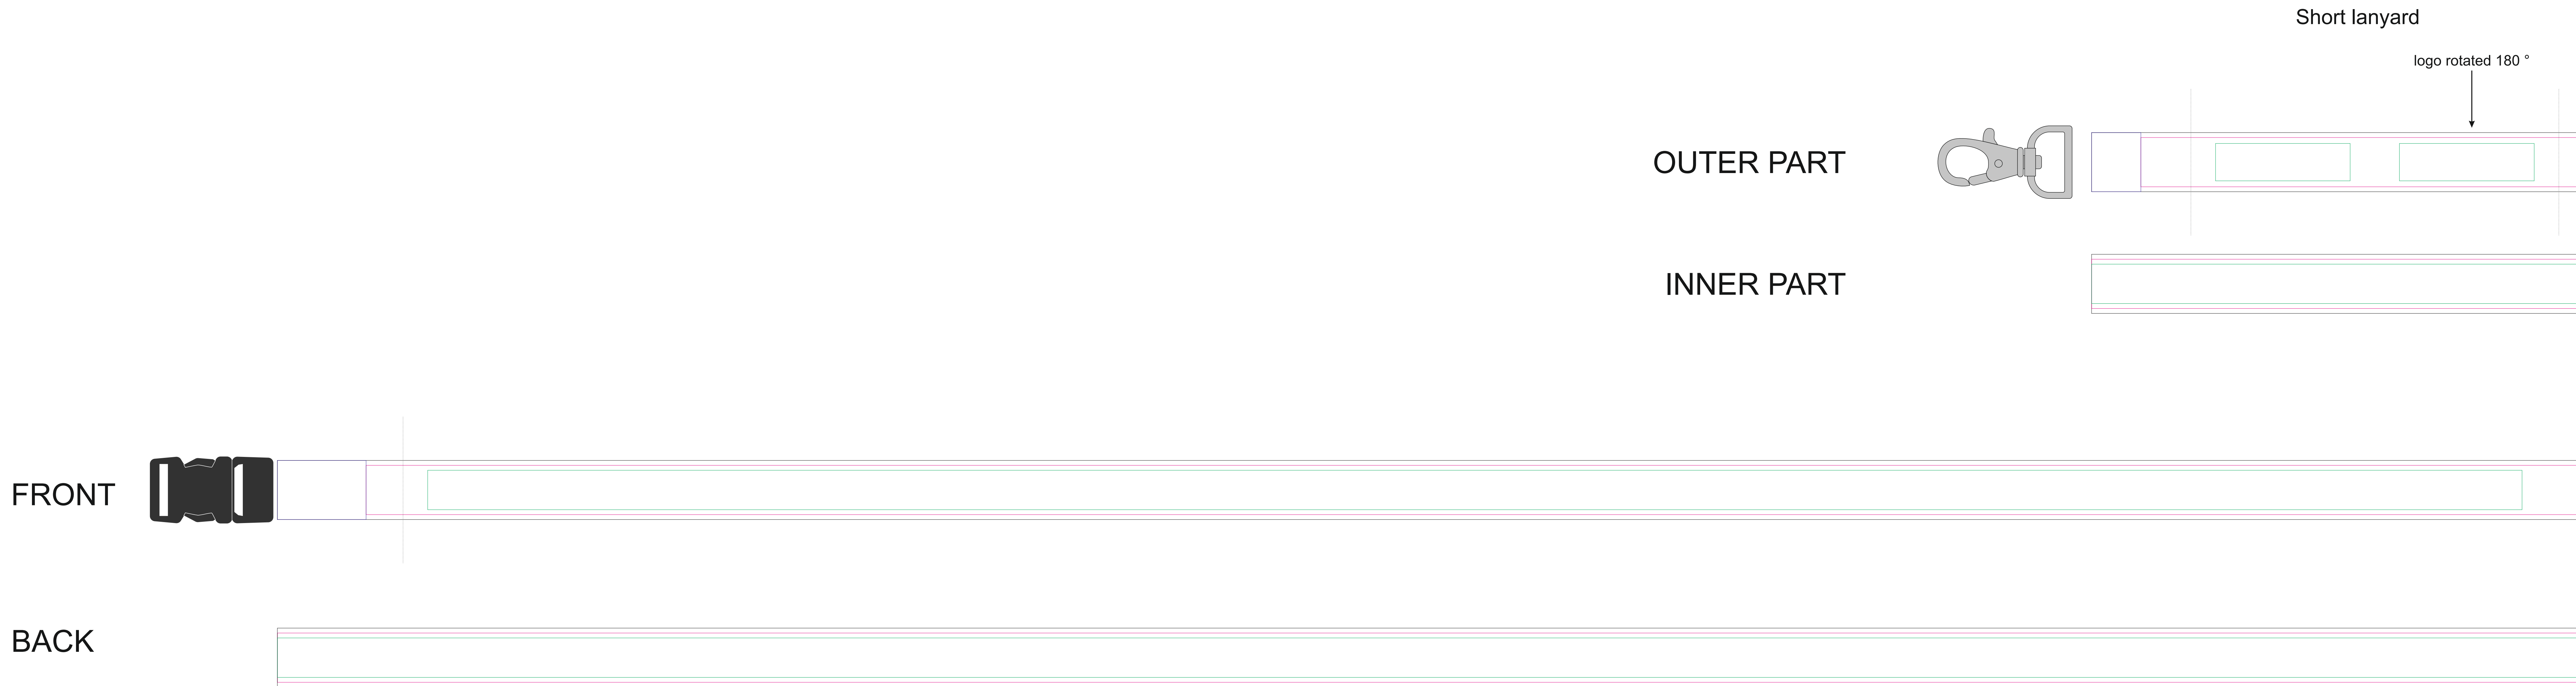 Short lanyard
logo rotated 180 °
OUTER PART
INNER PART
FRONT
BACK